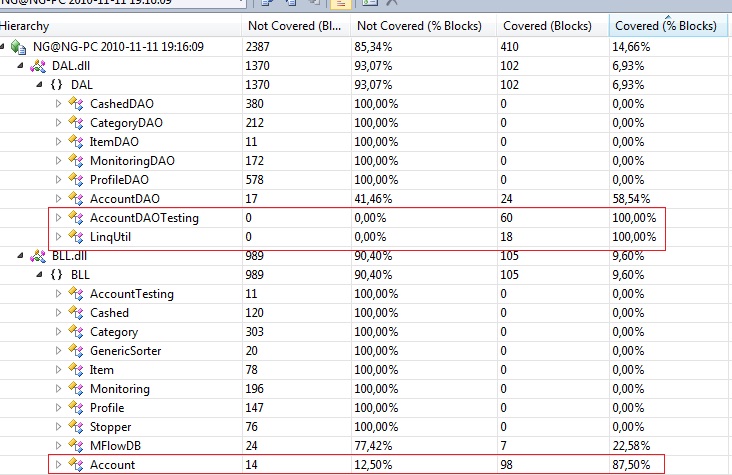 NG@NG-PC 2010-11-11 19:16:09
Hierarchy Not Covered (Bl... Not Covered (% Blocks) Covered (Blocks) Covered (% Blocks)
NG@NG-PC 2010-11-11 19:16:09 2387 85,34% 410 14,66%
DAL.dll 1370 93,07% 102 6,93%
{} DAL 1370 93,07% 102 6,93%
CashedDAO 380 100,00% 0 0,00%
CategoryDAO 212 100,00% 0 0,00%
ItemDAO 11 100,00% 0 0,00%
MonitoringDAO 172 100,00% 0 0,00%
ProfileDAO 578 100,00% 0 0,00%
AccountDAO 17 41,46% 24 58,54%
AccountDAOTesting 0 0,00% 60 100,00%
LinqUtil 0 0,00% 18 100,00%
BLL.dll 989 90,40% 105 9,60%
{} BLL 989 90,40% 105 9,60%
AccountTesting 11 100,00% 0 0,00%
Cashed 120 100,00% 0 0,00%
Category 303 100,00% 0 0,00%
GenericSorter 20 100,00% 0 0,00%
Item 78 100,00% 0 0,00%
Monitoring 196 100,00% 0 0,00%
Profile 147 100,00% 0 0,00%
Stopper 76 100,00% 0 0,00%
MFlowDB 24 77,42% 7 22,58%
Account 14 12,50% 98 87,50%